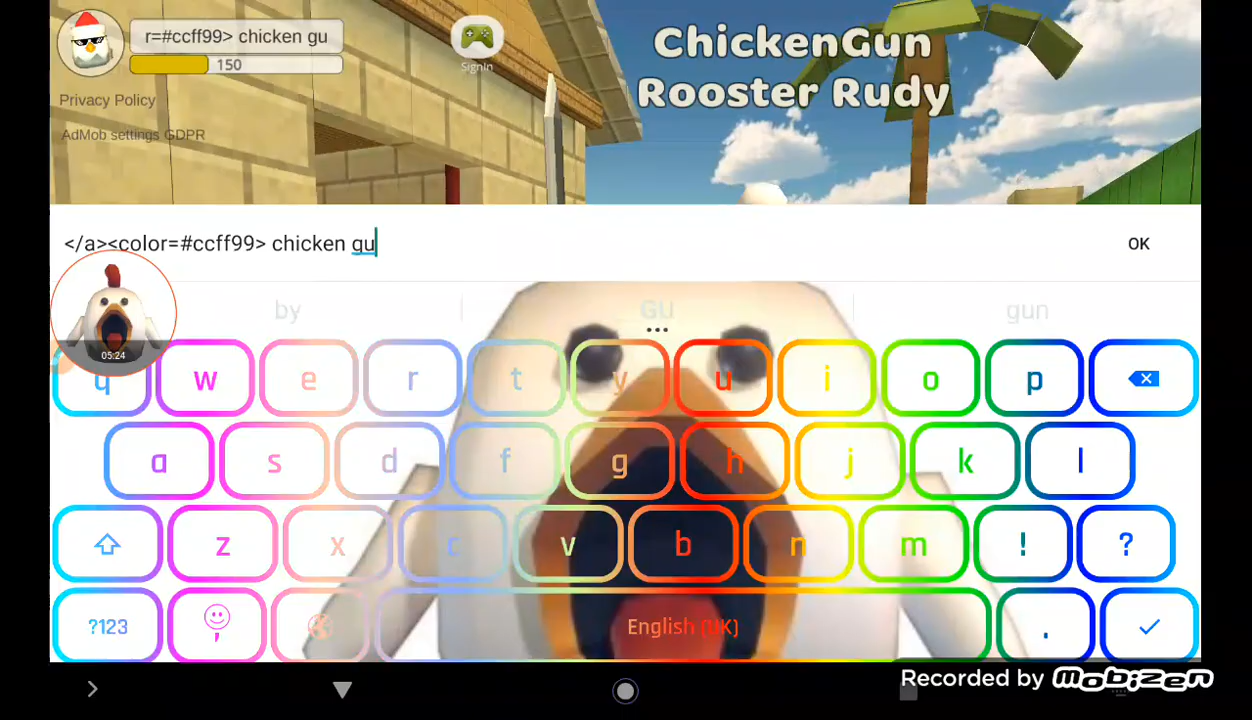 r=#ccff99> chicken gu
150
SignIn
ChickenGun
Rooster Rudy
Privacy Policy
AdMob settings GDPR
</a><color=#ccff99> chicken gu
OK
by
GU
gun
05:24
q w e r t y u i o p
a s d f g h j k l
z x c v b n m ! ?
?123
,
English (UK)
.
Recorded by mobizen